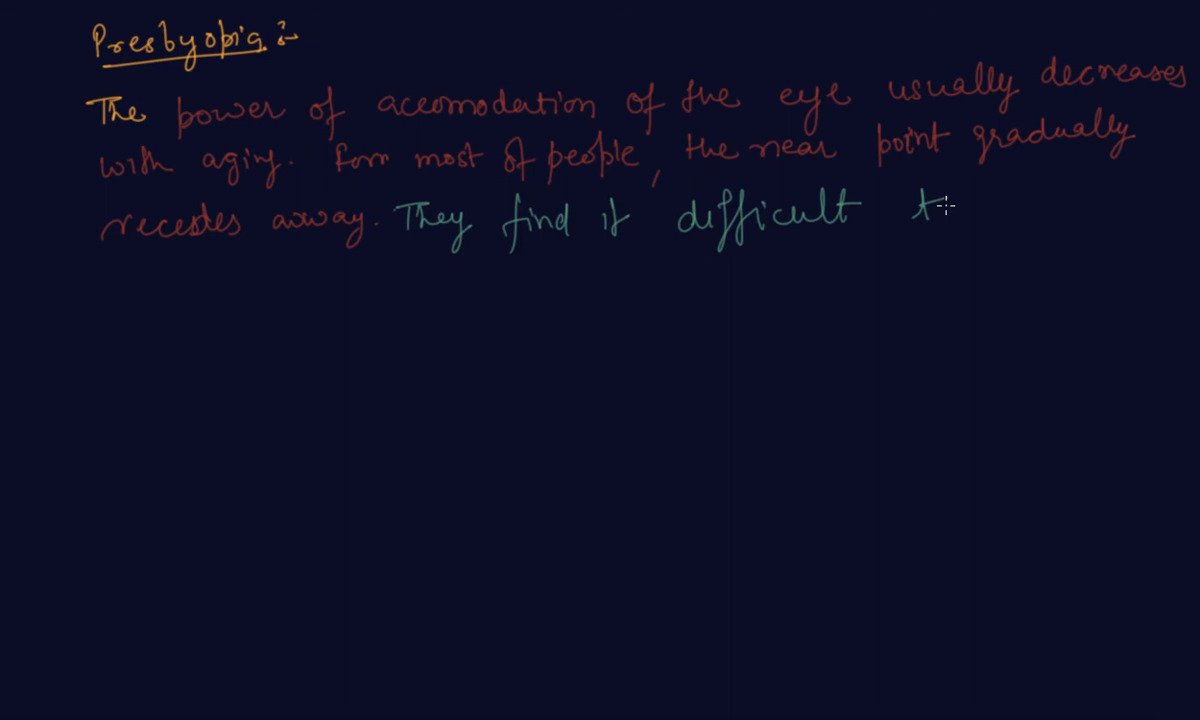 Presbyopia :-
The power of accomodation of the eye usually decreases
with aging. For most of people, the near point gradually
recedes away. They find it difficult t